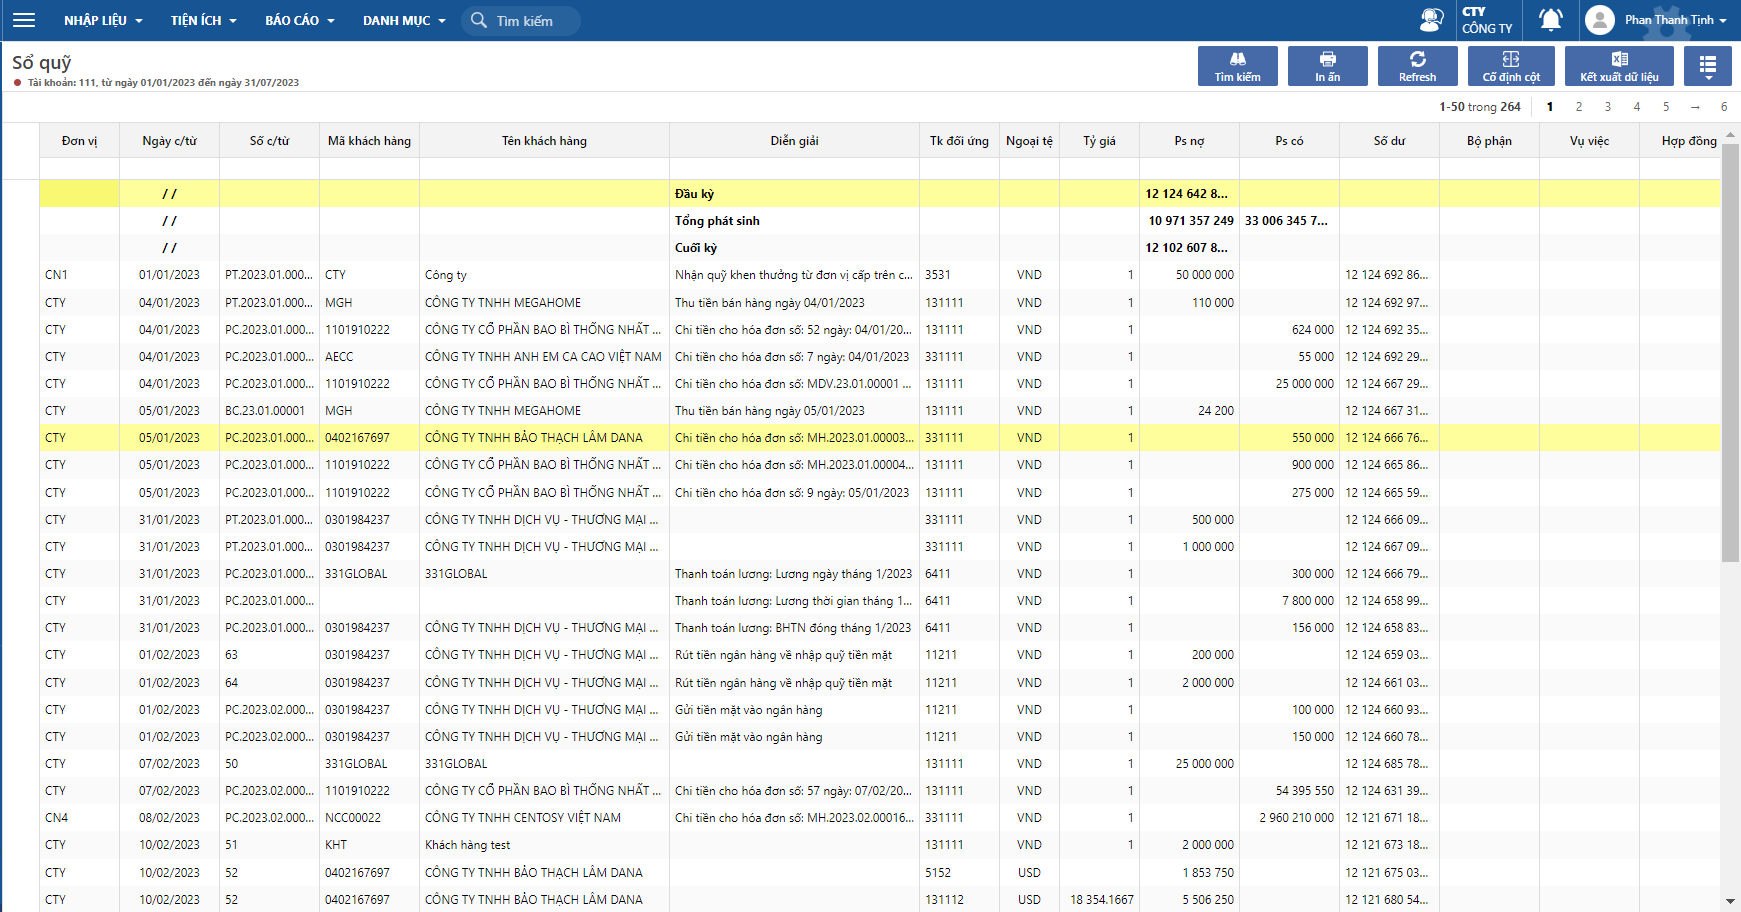 NHẬP LIỆU TIỆN ÍCH BÁO CÁO DANH MỤC Tìm kiếm CTY CÔNG TY Phan Thanh Tịnh
Sổ quỹ
Tài khoản: 111, từ ngày 01/01/2023 đến ngày 31/07/2023
Tìm kiếm In ấn Refresh Cố định cột Kết xuất dữ liệu
1-50 trong 264 1 2 3 4 5 → 6
Đơn vị Ngày c/từ Số c/từ Mã khách hàng Tên khách hàng Diễn giải Tk đối ứng Ngoại tệ Tỷ giá Ps nợ Ps có Số dư Bộ phận Vụ việc Hợp đồng
/ / Đầu kỳ 12 124 642 8...
/ / Tổng phát sinh 10 971 357 249 33 006 345 7...
/ / Cuối kỳ 12 102 607 8...
CN1 01/01/2023 PT.2023.01.000... CTY Công ty Nhận quỹ khen thưởng từ đơn vị cấp trên c... 3531 VND 1 50 000 000 12 124 692 86...
CTY 04/01/2023 PT.2023.01.000... MGH CÔNG TY TNHH MEGAHOME Thu tiền bán hàng ngày 04/01/2023 131111 VND 1 110 000 12 124 692 97...
CTY 04/01/2023 PC.2023.01.000... 1101910222 CÔNG TY CỔ PHẦN BAO BÌ THỐNG NHẤT ... Chi tiền cho hóa đơn số: 52 ngày: 04/01/20... 131111 VND 1 624 000 12 124 692 35...
CTY 04/01/2023 PC.2023.01.000... AECC CÔNG TY TNHH ANH EM CA CAO VIỆT NAM Chi tiền cho hóa đơn số: 7 ngày: 04/01/2023 331111 VND 1 55 000 12 124 692 29...
CTY 04/01/2023 PC.2023.01.000... 1101910222 CÔNG TY CỔ PHẦN BAO BÌ THỐNG NHẤT ... Chi tiền cho hóa đơn số: MDV.23.01.00001 ... 131111 VND 1 25 000 000 12 124 667 29...
CTY 05/01/2023 BC.23.01.00001 MGH CÔNG TY TNHH MEGAHOME Thu tiền bán hàng ngày 05/01/2023 131111 VND 1 24 200 12 124 667 31...
CTY 05/01/2023 PC.2023.01.000... 0402167697 CÔNG TY TNHH BẢO THẠCH LÂM DANA Chi tiền cho hóa đơn số: MH.2023.01.00003... 331111 VND 1 550 000 12 124 666 76...
CTY 05/01/2023 PC.2023.01.000... 1101910222 CÔNG TY CỔ PHẦN BAO BÌ THỐNG NHẤT ... Chi tiền cho hóa đơn số: MH.2023.01.00004... 131111 VND 1 900 000 12 124 665 86...
CTY 05/01/2023 PC.2023.01.000... 1101910222 CÔNG TY CỔ PHẦN BAO BÌ THỐNG NHẤT ... Chi tiền cho hóa đơn số: 9 ngày: 05/01/2023 131111 VND 1 275 000 12 124 665 59...
CTY 31/01/2023 PT.2023.01.000... 0301984237 CÔNG TY TNHH DỊCH VỤ - THƯƠNG MẠI ... 331111 VND 1 500 000 12 124 666 09...
CTY 31/01/2023 PT.2023.01.000... 0301984237 CÔNG TY TNHH DỊCH VỤ - THƯƠNG MẠI ... 331111 VND 1 1 000 000 12 124 667 09...
CTY 31/01/2023 PC.2023.01.000... 331GLOBAL 331GLOBAL Thanh toán lương: Lương ngày tháng 1/2023 6411 VND 1 300 000 12 124 666 79...
CTY 31/01/2023 PC.2023.01.000... Thanh toán lương: Lương thời gian tháng 1... 6411 VND 1 7 800 000 12 124 658 99...
CTY 31/01/2023 PC.2023.01.000... 0301984237 CÔNG TY TNHH DỊCH VỤ - THƯƠNG MẠI ... Thanh toán lương: BHTN đóng tháng 1/2023 6411 VND 1 156 000 12 124 658 83...
CTY 01/02/2023 63 0301984237 CÔNG TY TNHH DỊCH VỤ - THƯƠNG MẠI ... Rút tiền ngân hàng về nhập quỹ tiền mặt 11211 VND 1 200 000 12 124 659 03...
CTY 01/02/2023 64 0301984237 CÔNG TY TNHH DỊCH VỤ - THƯƠNG MẠI ... Rút tiền ngân hàng về nhập quỹ tiền mặt 11211 VND 1 2 000 000 12 124 661 03...
CTY 01/02/2023 PC.2023.02.000... 0301984237 CÔNG TY TNHH DỊCH VỤ - THƯƠNG MẠI ... Gửi tiền mặt vào ngân hàng 11211 VND 1 100 000 12 124 660 93...
CTY 01/02/2023 PC.2023.02.000... 0301984237 CÔNG TY TNHH DỊCH VỤ - THƯƠNG MẠI ... Gửi tiền mặt vào ngân hàng 11211 VND 1 150 000 12 124 660 78...
CTY 07/02/2023 50 331GLOBAL 331GLOBAL 131111 VND 1 25 000 000 12 124 685 78...
CTY 07/02/2023 PC.2023.02.000... 1101910222 CÔNG TY CỔ PHẦN BAO BÌ THỐNG NHẤT ... Chi tiền cho hóa đơn số: 57 ngày: 07/02/20... 131111 VND 1 54 395 550 12 124 631 39...
CN4 08/02/2023 PC.2023.02.000... NCC00022 CÔNG TY TNHH CENTOSY VIỆT NAM Chi tiền cho hóa đơn số: MH.2023.02.00016... 331111 VND 1 2 960 210 000 12 121 671 18...
CTY 10/02/2023 51 KHT Khách hàng test 131111 VND 1 2 000 000 12 121 673 18...
CTY 10/02/2023 52 0402167697 CÔNG TY TNHH BẢO THẠCH LÂM DANA 5152 USD 1 853 750 12 121 675 03...
CTY 10/02/2023 52 0402167697 CÔNG TY TNHH BẢO THẠCH LÂM DANA 131112 USD 18 354.1667 5 506 250 12 121 680 54...